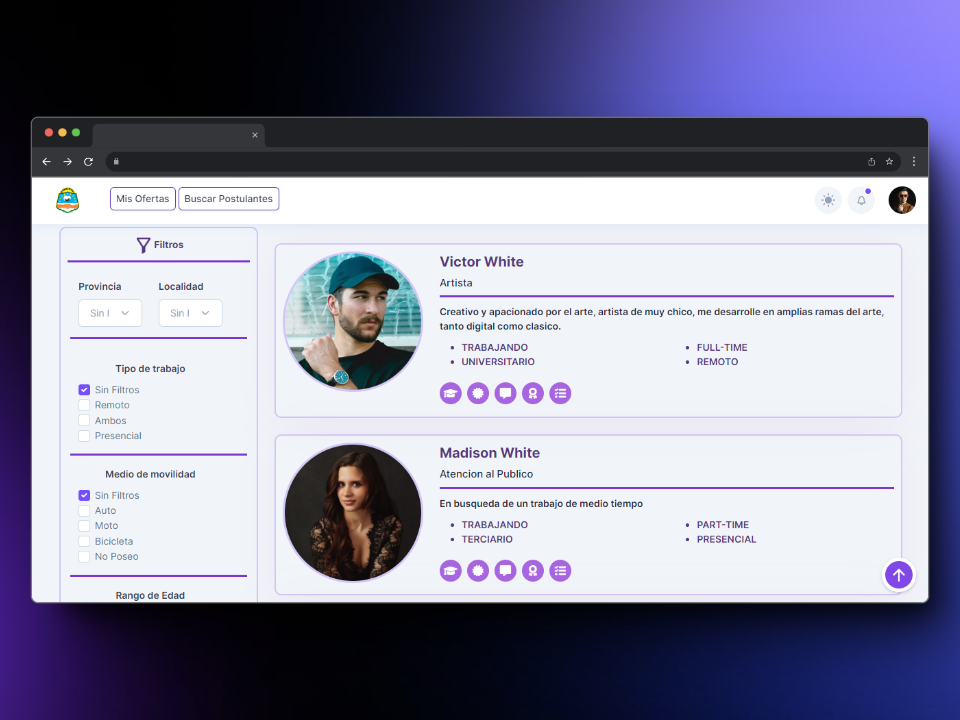 Mis Ofertas
Buscar Postulantes
Filtros
Provincia
Localidad
Sin I
Sin I
Tipo de trabajo
Sin Filtros
Remoto
Ambos
Presencial
Medio de movilidad
Sin Filtros
Auto
Moto
Bicicleta
No Poseo
Rango de Edad
Victor White
Artista
Creativo y apacionado por el arte, artista de muy chico, me desarrolle en amplias ramas del arte,
tanto digital como clasico.
TRABAJANDO
UNIVERSITARIO
FULL-TIME
REMOTO
Madison White
Atencion al Publico
En busqueda de un trabajo de medio tiempo
TRABAJANDO
TERCIARIO
PART-TIME
PRESENCIAL